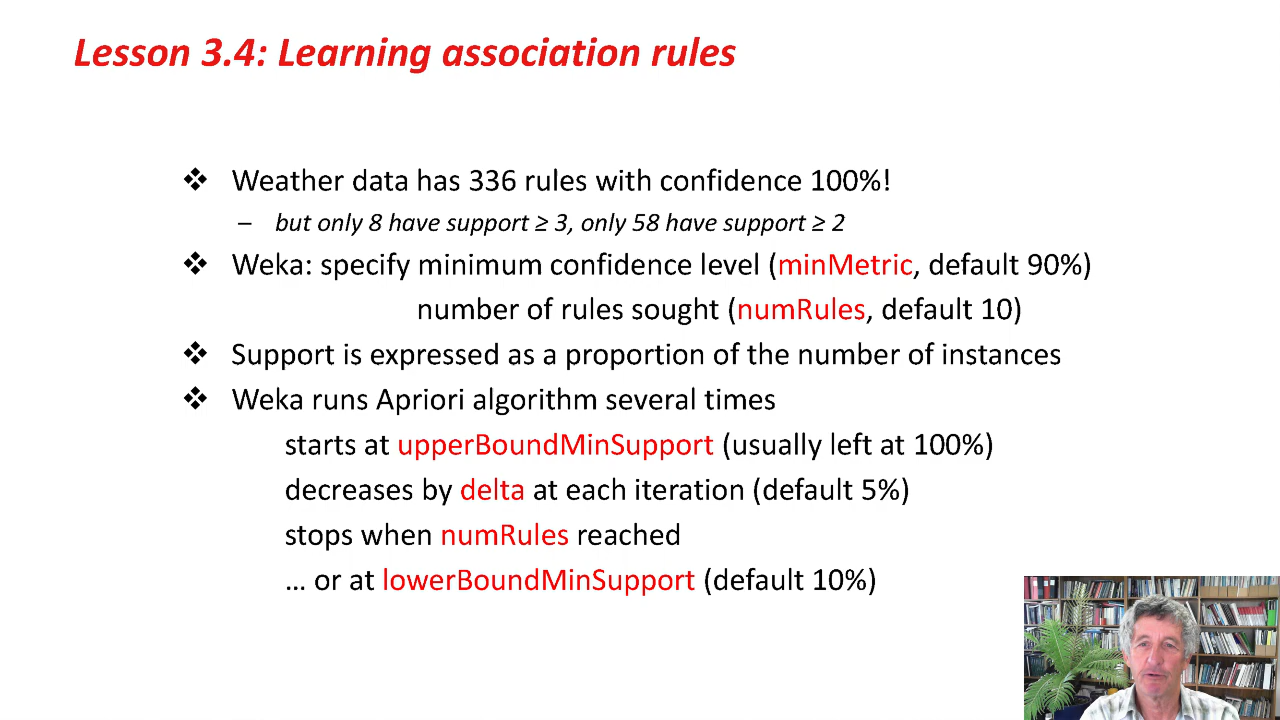 Lesson 3.4: Learning association rules
❖ Weather data has 336 rules with confidence 100%!
– but only 8 have support ≥ 3, only 58 have support ≥ 2
❖ Weka: specify minimum confidence level (minMetric, default 90%)
number of rules sought (numRules, default 10)
❖ Support is expressed as a proportion of the number of instances
❖ Weka runs Apriori algorithm several times
starts at upperBoundMinSupport (usually left at 100%)
decreases by delta at each iteration (default 5%)
stops when numRules reached
... or at lowerBoundMinSupport (default 10%)